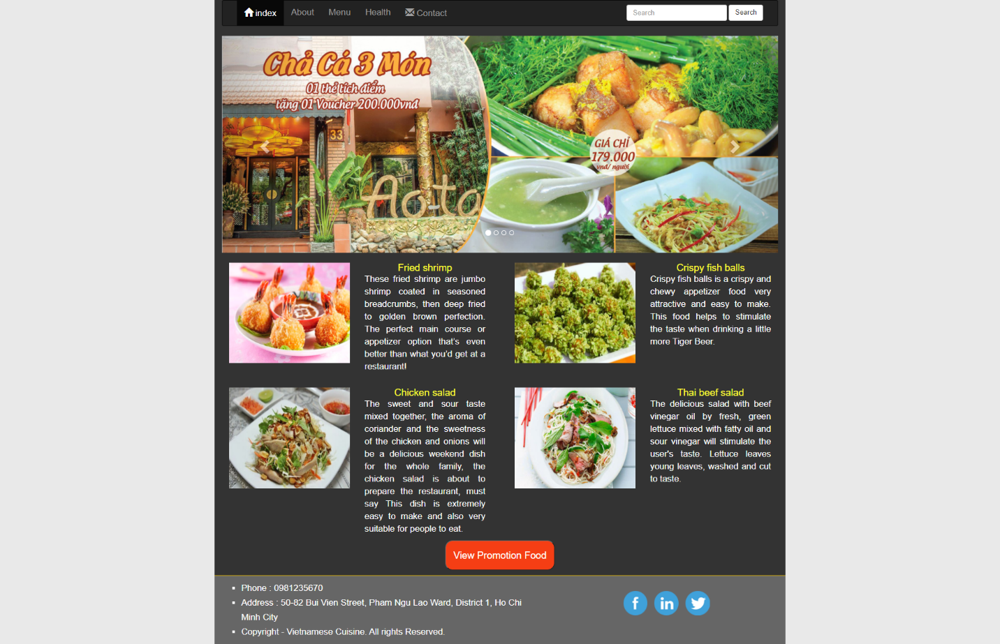 index About Menu Health Contact Search Search
Chả Cá 3 Món
01 thẻ tích điểm
tặng 01 Voucher 200.000vnđ
33
Ao-ta
GIÁ CHỈ
179.000
vnđ/ người
Fried shrimp
These fried shrimp are jumbo
shrimp coated in seasoned
breadcrumbs, then deep fried
to golden brown perfection.
The perfect main course or
appetizer option that's even
better than what you'd get at a
restaurant!
Crispy fish balls
Crispy fish balls is a crispy and
chewy appetizer food very
attractive and easy to make.
This food helps to stimulate
the taste when drinking a little
more Tiger Beer.
Chicken salad
The sweet and sour taste
mixed together, the aroma of
coriander and the sweetness
of the chicken and onions will
be a delicious weekend dish
for the whole family, the
chicken salad is about to
prepare the restaurant, must
say This dish is extremely
easy to make and also very
suitable for people to eat.
Thai beef salad
The delicious salad with beef
vinegar oil by fresh, green
lettuce mixed with fatty oil and
sour vinegar will stimulate the
user's taste. Lettuce leaves
young leaves, washed and cut
to taste.
View Promotion Food
Phone : 0981235670
Address : 50-82 Bui Vien Street, Pham Ngu Lao Ward, District 1, Ho Chi
Minh City
Copyright - Vietnamese Cuisine. All rights Reserved.
f in